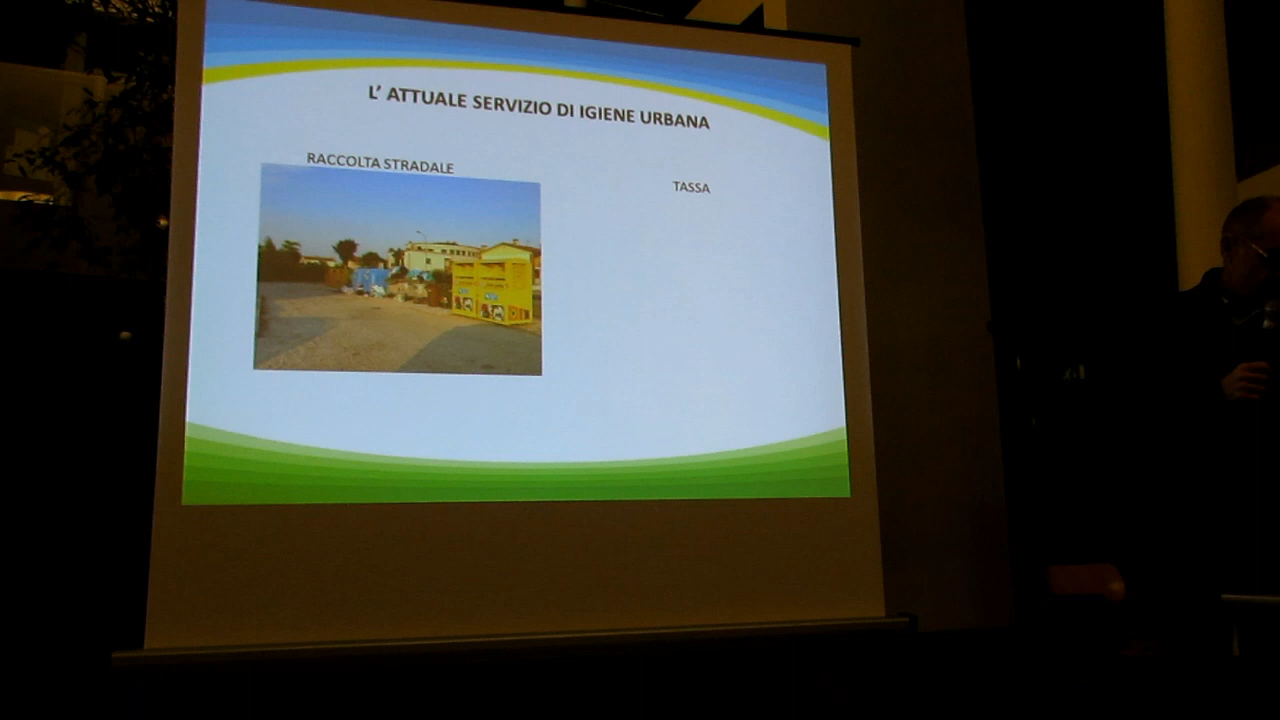 L' ATTUALE SERVIZIO DI IGIENE URBANA
RACCOLTA STRADALE
TASSA